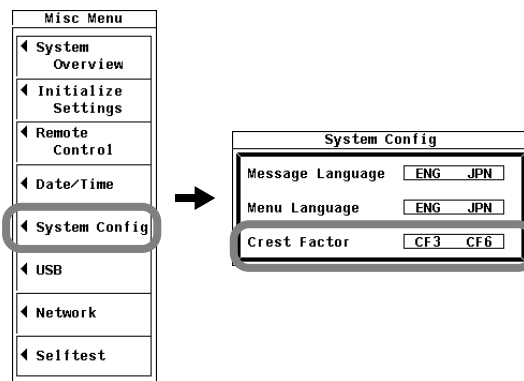 Misc Menu
System
Overview
Initialize
Settings
Remote
Control
Date/Time
System Config
USB
Network
Selftest
System Config
Message Language ENG JPN
Menu Language ENG JPN
Crest Factor CF3 CF6